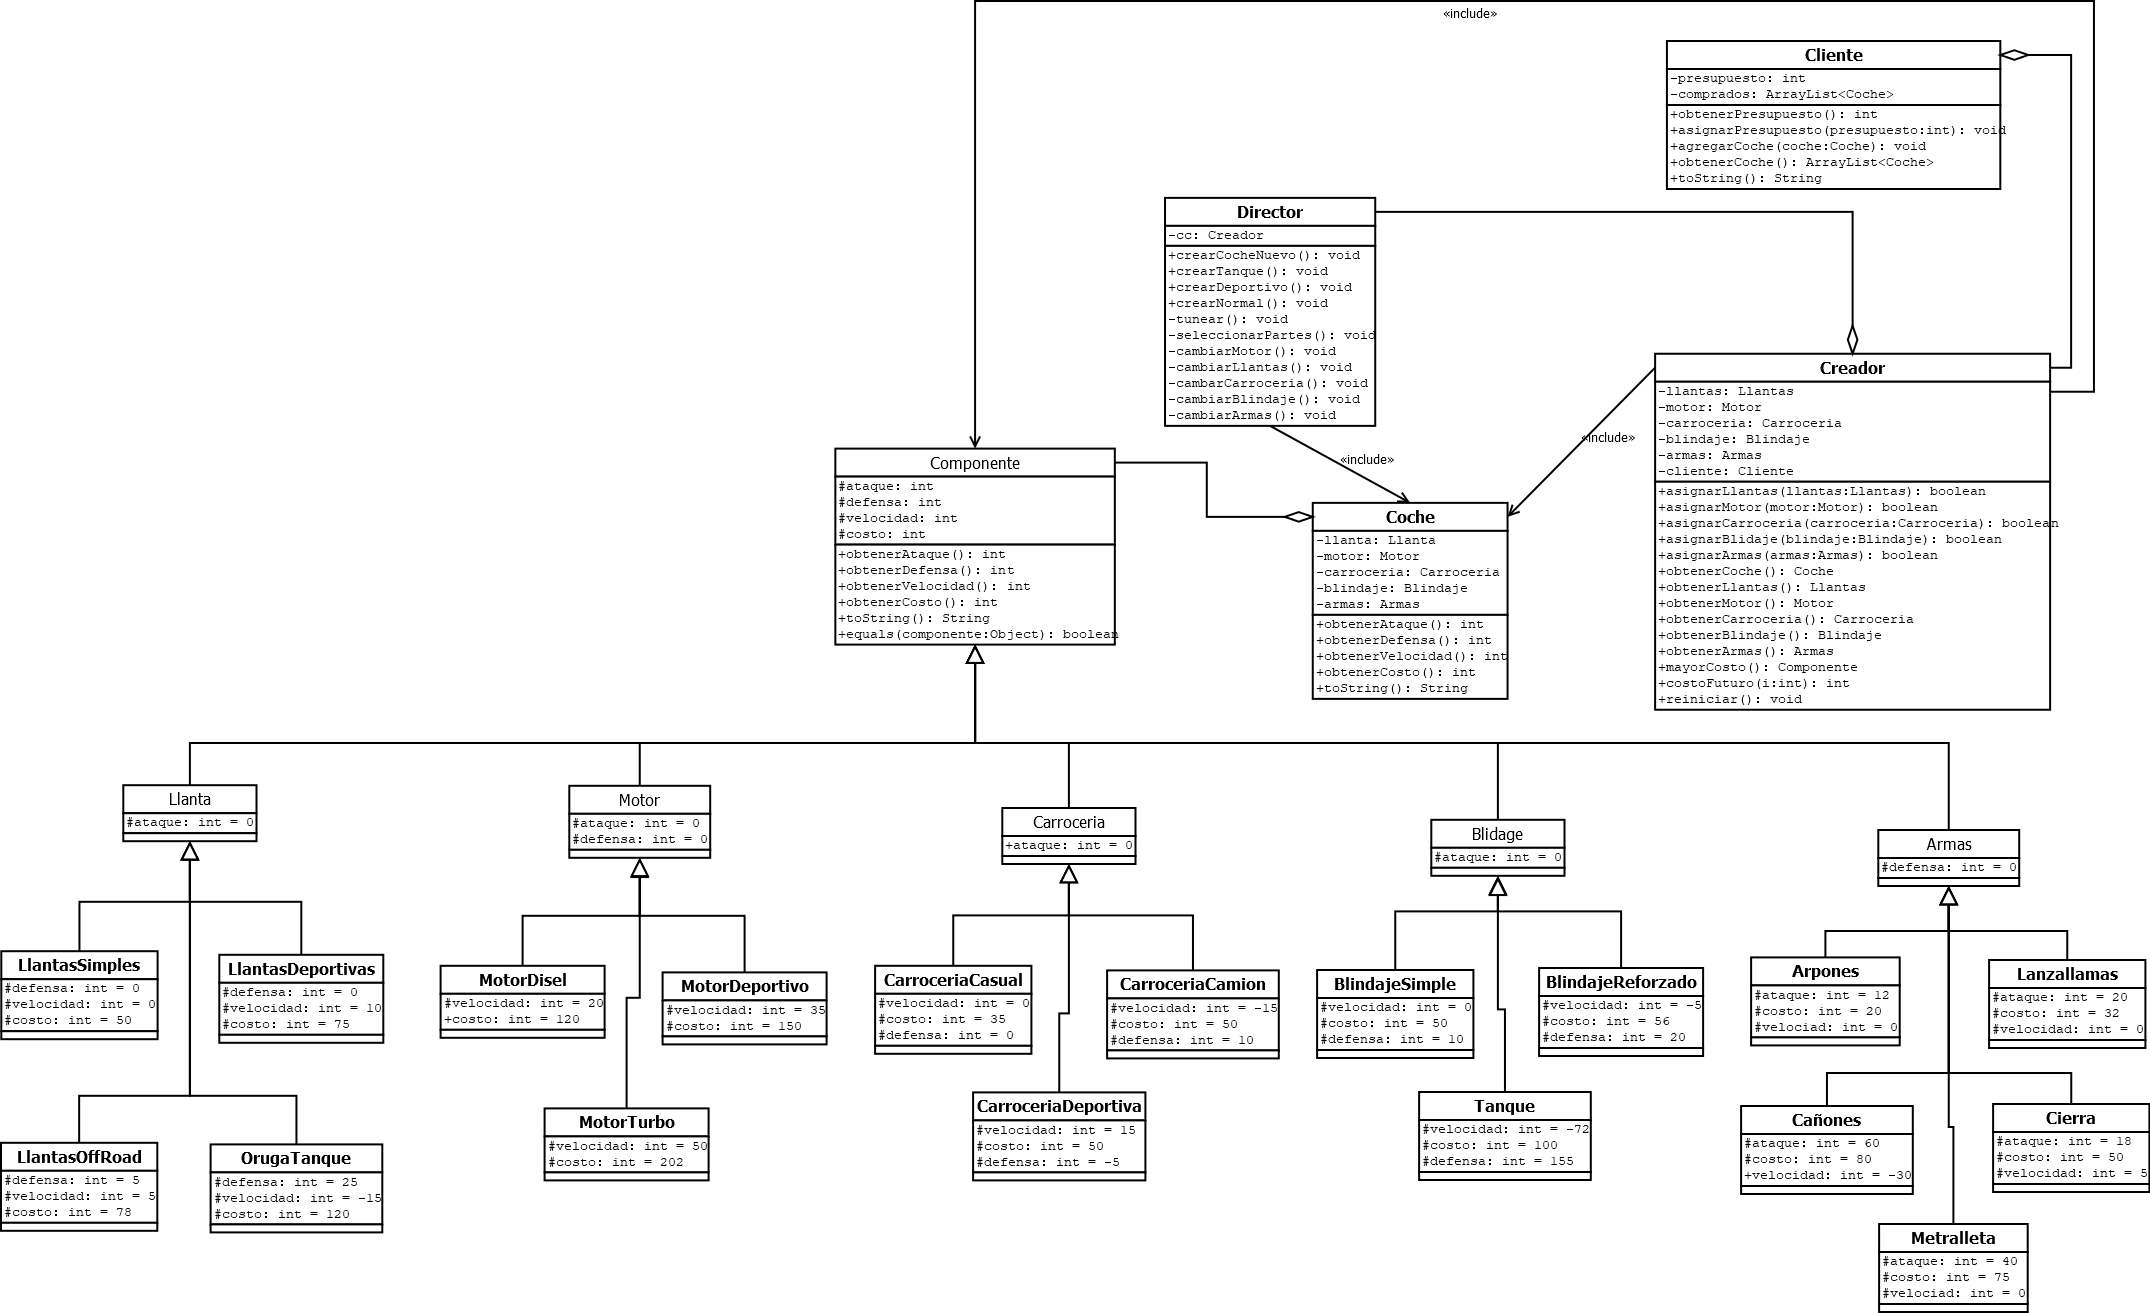 «include»
Cliente
-presupuesto: int
-comprados: ArrayList<Coche>
+obtenerPresupuesto(): int
+asignarPresupuesto(presupuesto:int): void
+agregarCoche(coche:Coche): void
+obtenerCoche(): ArrayList<Coche>
+toString(): String
Director
-cc: Creador
+crearCocheNuevo(): void
+crearTanque(): void
+crearDeportivo(): void
+crearNormal(): void
-tunear(): void
-seleccionarPartes(): void
-cambiarMotor(): void
-cambiarLlantas(): void
-cambarCarroceria(): void
-cambiarBlindaje(): void
-cambiarArmas(): void
Creador
-llantas: Llantas
-motor: Motor
-carroceria: Carroceria
-blindaje: Blindaje
-armas: Armas
-cliente: Cliente
+asignarLlantas(llantas:Llantas): boolean
+asignarMotor(motor:Motor): boolean
+asignarCarroceria(carroceria:Carroceria): boolean
+asignarBlidaje(blindaje:Blindaje): boolean
+asignarArmas(armas:Armas): boolean
+obtenerCoche(): Coche
+obtenerLlantas(): Llantas
+obtenerMotor(): Motor
+obtenerCarroceria(): Carroceria
+obtenerBlindaje(): Blindaje
+obtenerArmas(): Armas
+mayorCosto(): Componente
+costoFuturo(i:int): int
+reiniciar(): void
«include»
«include»
Componente
#ataque: int
#defensa: int
#velocidad: int
#costo: int
+obtenerAtaque(): int
+obtenerDefensa(): int
+obtenerVelocidad(): int
+obtenerCosto(): int
+toString(): String
+equals(componente:Object): boolean
Coche
-llanta: Llanta
-motor: Motor
-carroceria: Carroceria
-blindaje: Blindaje
-armas: Armas
+obtenerAtaque(): int
+obtenerDefensa(): int
+obtenerVelocidad(): int
+obtenerCosto(): int
+toString(): String
Llanta
#ataque: int = 0
Motor
#ataque: int = 0
#defensa: int = 0
Carroceria
+ataque: int = 0
Blidage
#ataque: int = 0
Armas
#defensa: int = 0
LlantasSimples
#defensa: int = 0
#velocidad: int = 0
#costo: int = 50
LlantasDeportivas
#defensa: int = 0
#velocidad: int = 10
#costo: int = 75
MotorDisel
#velocidad: int = 20
+costo: int = 120
MotorDeportivo
#velocidad: int = 35
#costo: int = 150
CarroceriaCasual
#velocidad: int = 0
#costo: int = 35
#defensa: int = 0
CarroceriaCamion
#velocidad: int = -15
#costo: int = 50
#defensa: int = 10
BlindajeSimple
#velocidad: int = 0
#costo: int = 50
#defensa: int = 10
BlindajeReforzado
#velocidad: int = -5
#costo: int = 56
#defensa: int = 20
Arpones
#ataque: int = 12
#costo: int = 20
#velociad: int = 0
Lanzallamas
#ataque: int = 20
#costo: int = 32
#velocidad: int = 0
LlantasOffRoad
#defensa: int = 5
#velocidad: int = 5
#costo: int = 78
OrugaTanque
#defensa: int = 25
#velocidad: int = -15
#costo: int = 120
MotorTurbo
#velocidad: int = 50
#costo: int = 202
CarroceriaDeportiva
#velocidad: int = 15
#costo: int = 50
#defensa: int = -5
Tanque
#velocidad: int = -72
#costo: int = 100
#defensa: int = 155
Cañones
#ataque: int = 60
#costo: int = 80
+velocidad: int = -30
Cierra
#ataque: int = 18
#costo: int = 50
#velocidad: int = 5
Metralleta
#ataque: int = 40
#costo: int = 75
#velociad: int = 0